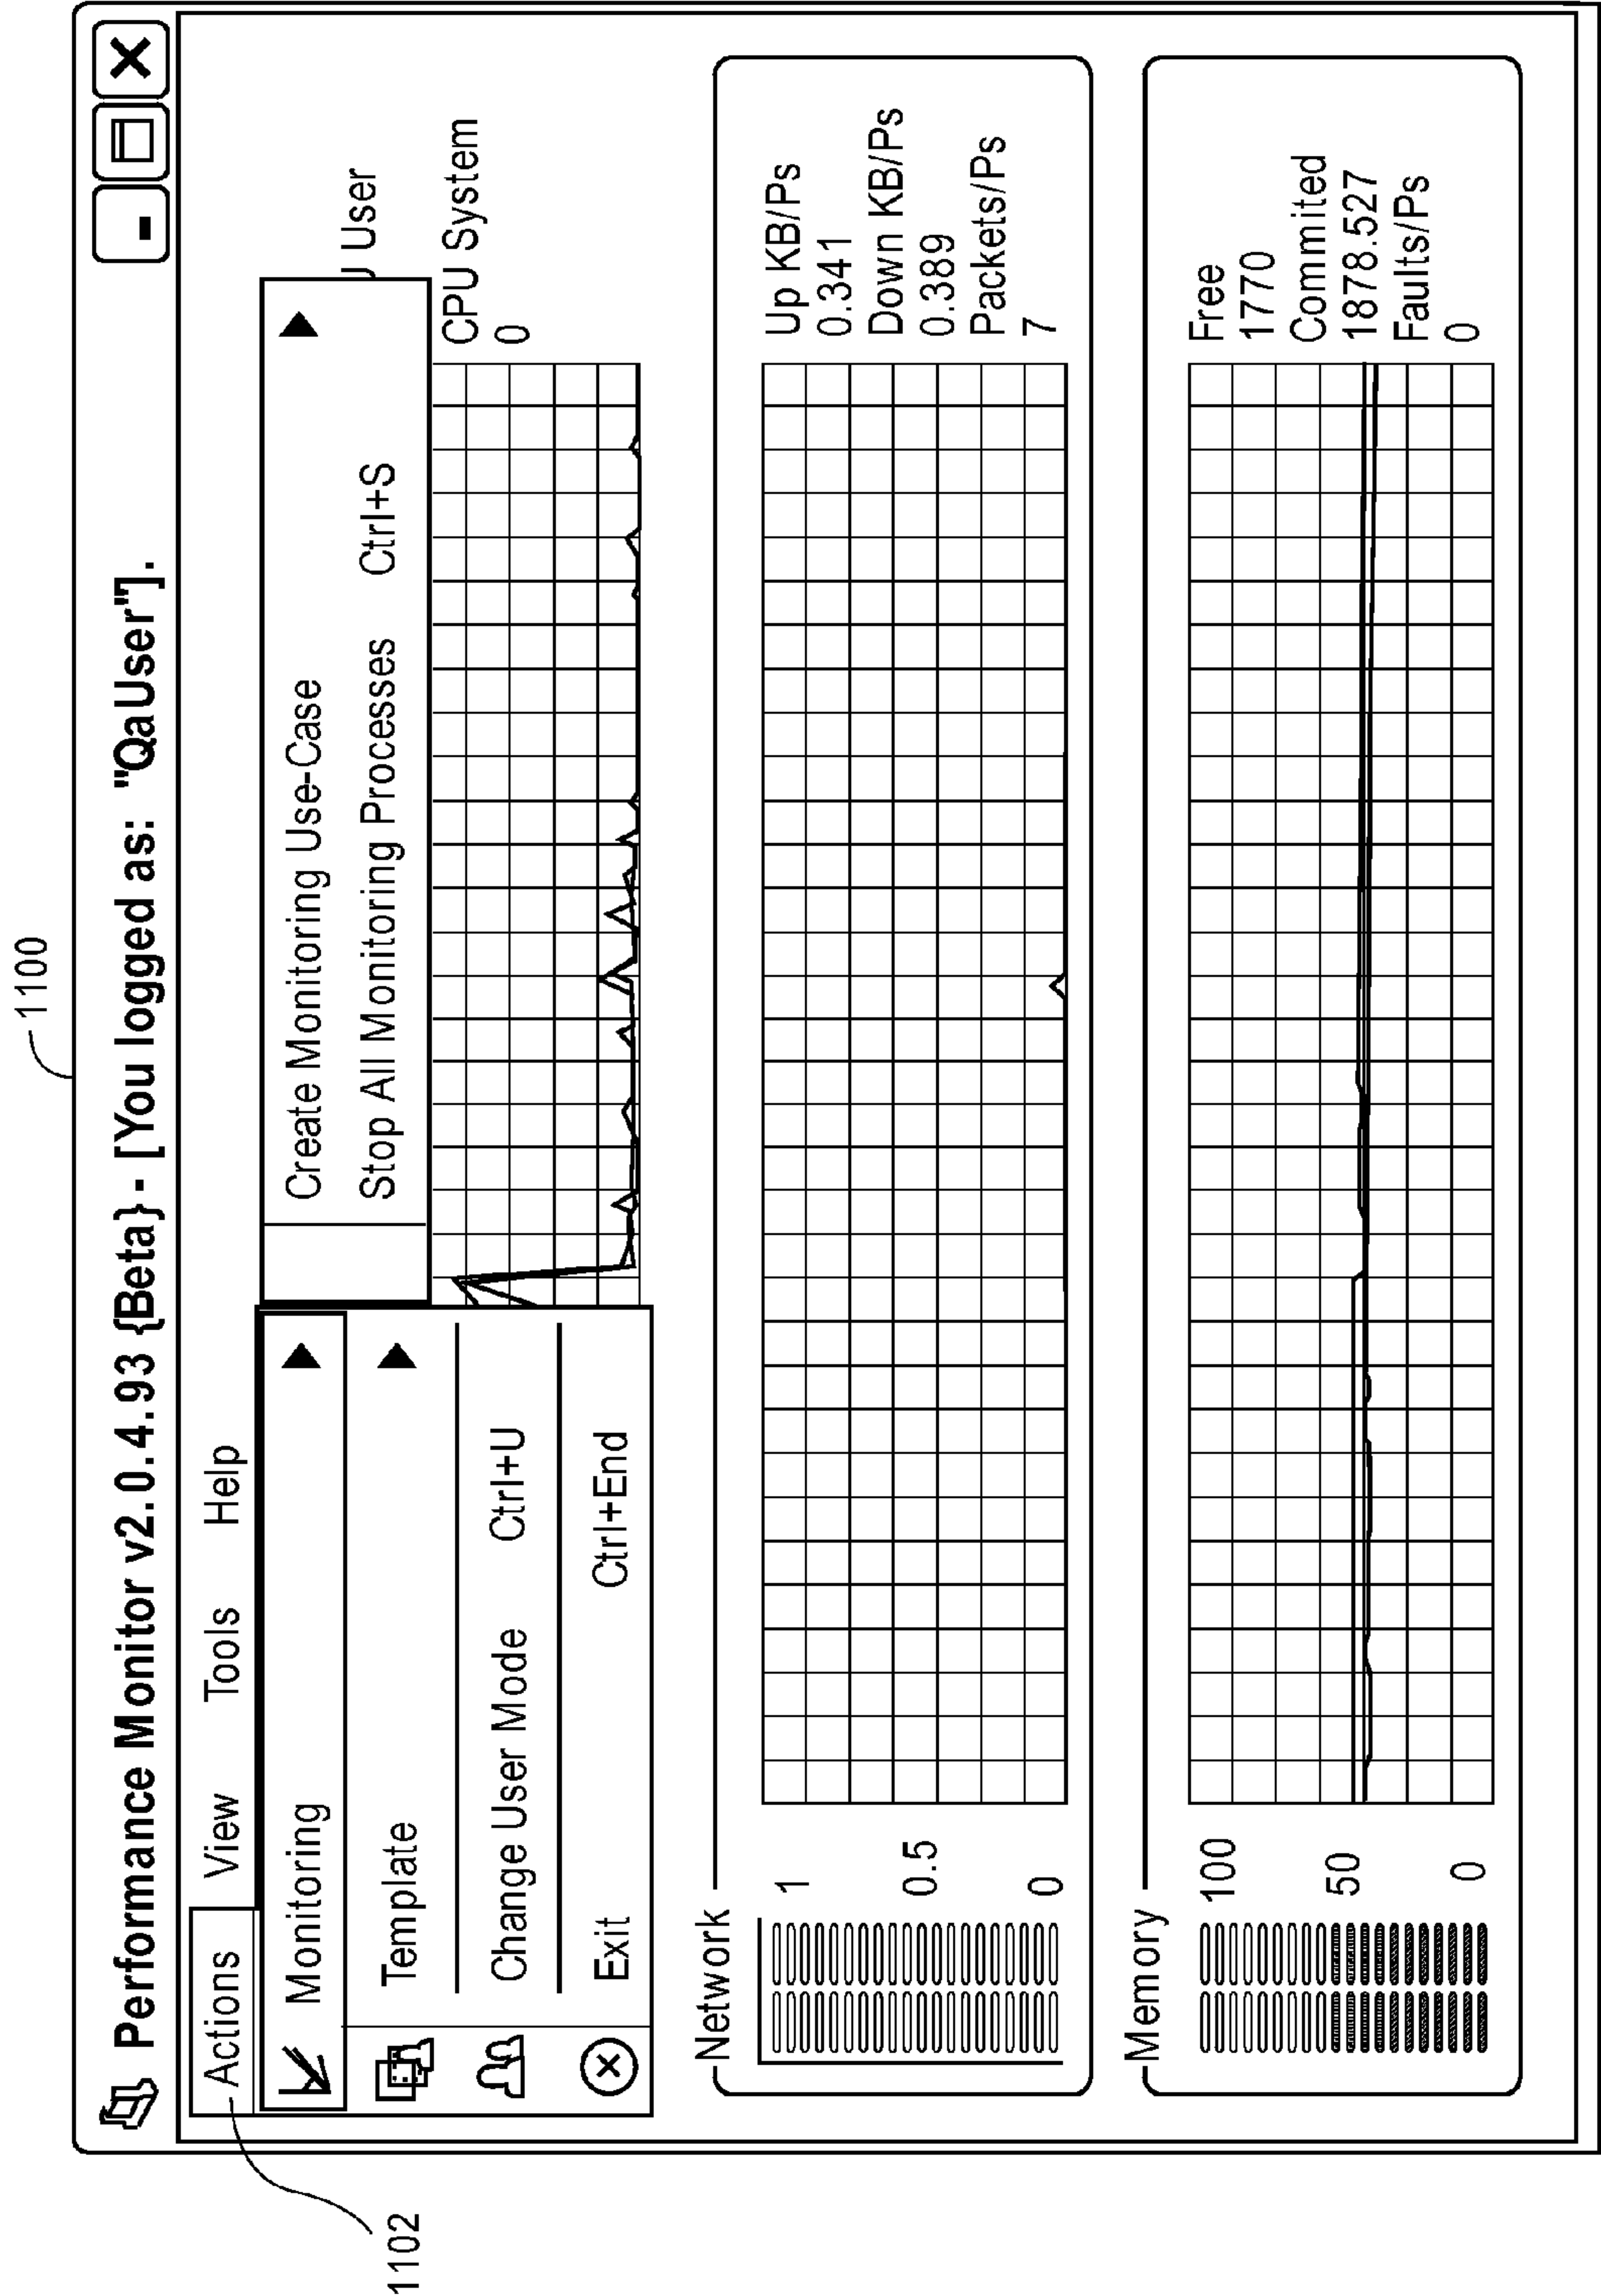 1100
Performance Monitor v2.0.4.93 {Beta} - [You logged as: "QaUser"].
1102
Actions View Tools Help
Monitoring
Template
Change User Mode Ctrl+U
Exit Ctrl+End
Create Monitoring Use-Case
Stop All Monitoring Processes Ctrl+S
User
CPU System
0
Network
1
0.5
0
Up KB/Ps
0.341
Down KB/Ps
0.389
Packets/Ps
7
Memory
100
50
0
Free
1770
Commited
1878.527
Faults/Ps
0